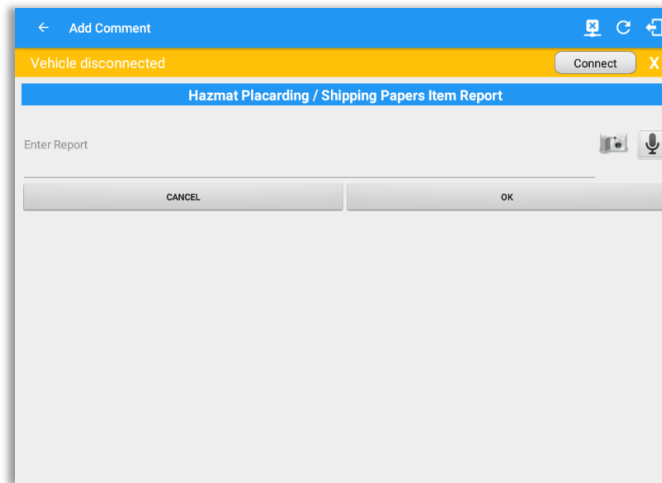 Add Comment
Vehicle disconnected Connect X
Hazmat Placarding / Shipping Papers Item Report
Enter Report
CANCEL OK